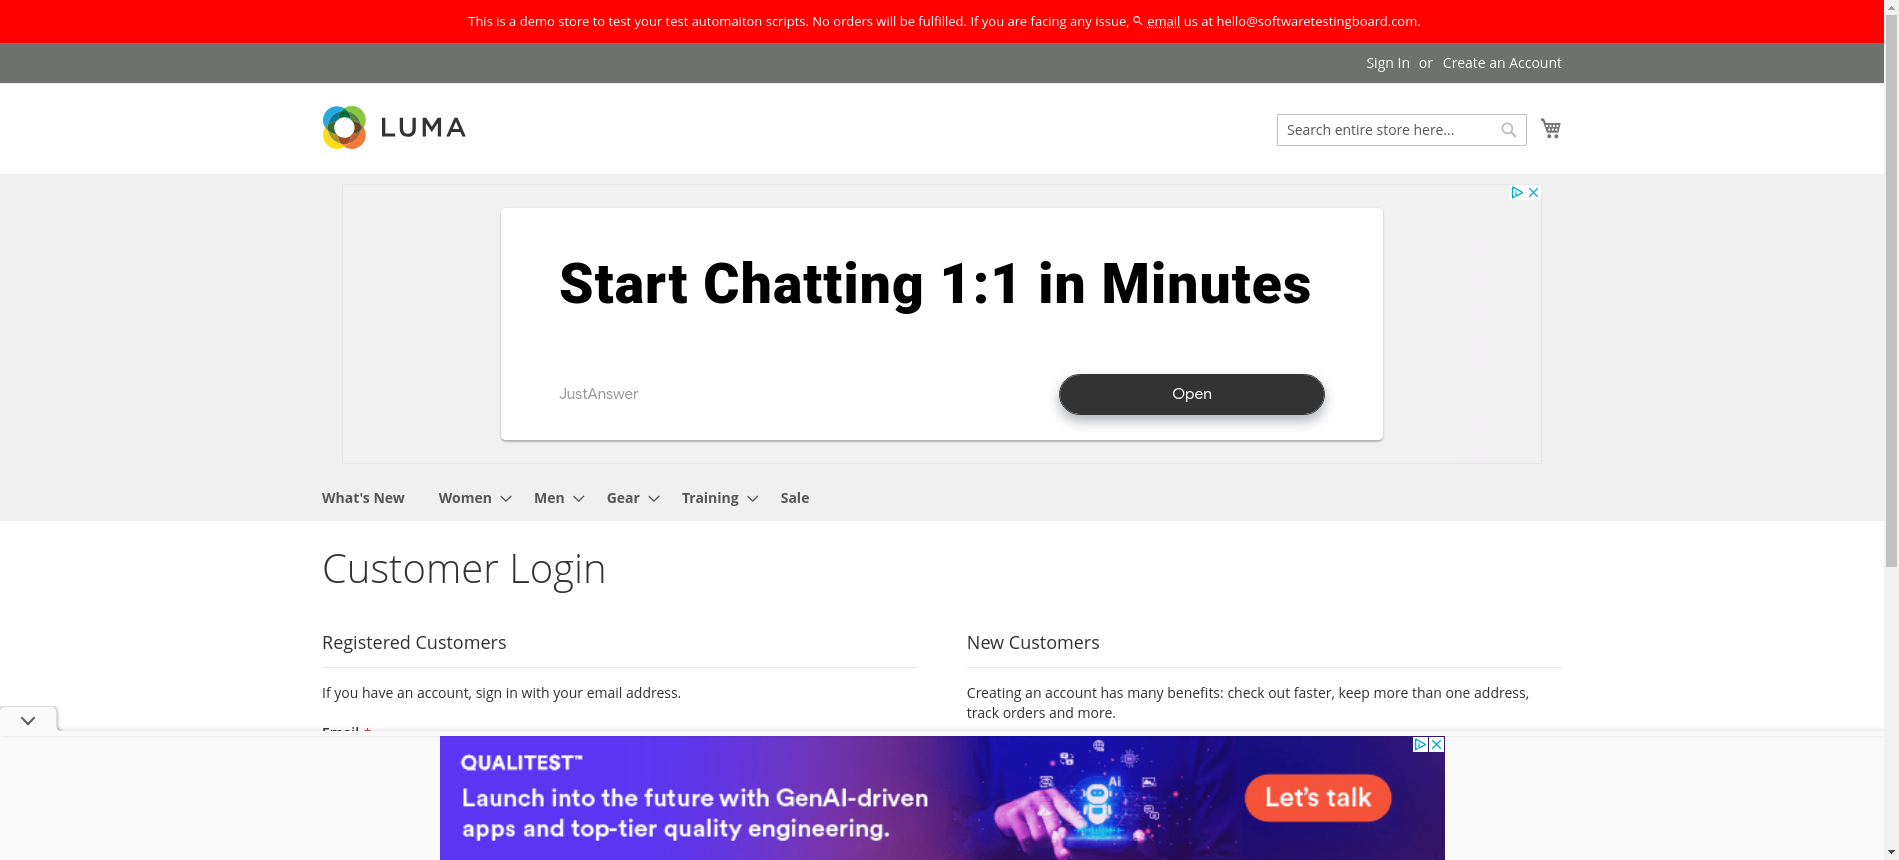 This is a demo store to test your test automaiton scripts. No orders will be fulfilled. If you are facing any issue, email us at hello@softwaretestingboard.com.
Sign In or Create an Account
LUMA
Search entire store here...
Start Chatting 1:1 in Minutes
JustAnswer
Open
What's New Women Men Gear Training Sale
Customer Login
Registered Customers
If you have an account, sign in with your email address.
Email *
New Customers
Creating an account has many benefits: check out faster, keep more than one address,
track orders and more.
QUALITEST™
Launch into the future with GenAI-driven
apps and top-tier quality engineering.
Ai
Let's talk